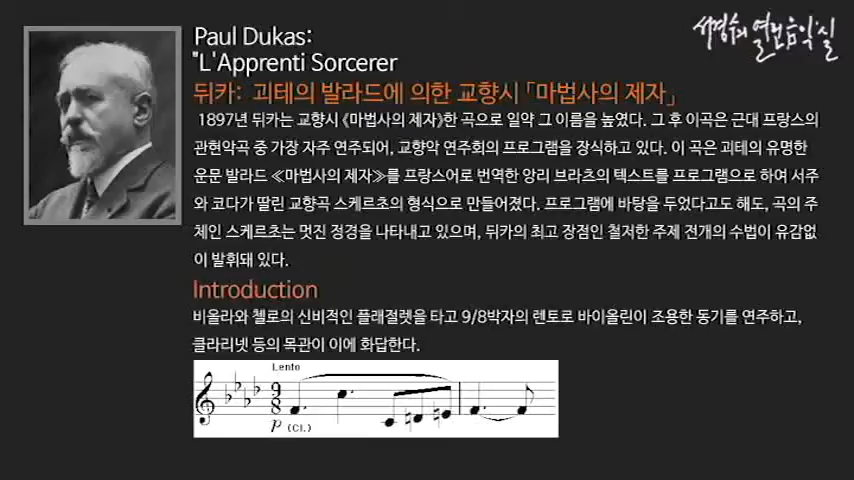 서경수의 열린음악실
Paul Dukas:
"L'Apprenti Sorcerer
뒤카: 괴테의 발라드에 의한 교향시 「마법사의 제자」
1897년 뒤카는 교향시 《마법사의 제자》한 곡으로 일약 그 이름을 높였다. 그 후 이곡은 근대 프랑스의
관현악곡 중 가장 자주 연주되어, 교향악 연주회의 프로그램을 장식하고 있다. 이 곡은 괴테의 유명한
운문 발라드 ≪마법사의 제자≫를 프랑스어로 번역한 앙리 브라츠의 텍스트를 프로그램으로 하여 서주
와 코다가 딸린 교향곡 스케르초의 형식으로 만들어졌다. 프로그램에 바탕을 두었다고도 해도, 곡의 주
체인 스케르초는 멋진 정경을 나타내고 있으며, 뒤카의 최고 장점인 철저한 주제 전개의 수법이 유감없
이 발휘돼 있다.
Introduction
비올라와 첼로의 신비적인 플래절렛을 타고 9/8박자의 렌토로 바이올린이 조용한 동기를 연주하고,
클라리넷 등의 목관이 이에 화답한다.
Lento
9
8
p (Cl.)